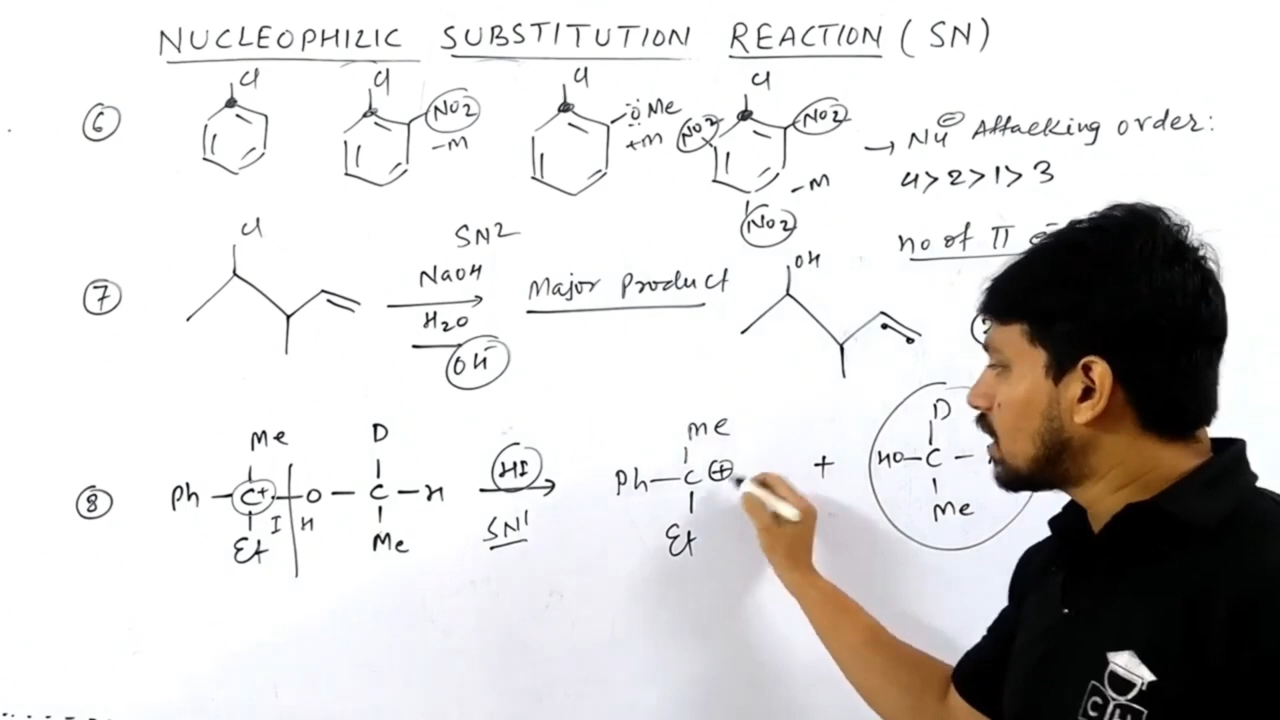 NUCLEOPHILIC SUBSTITUTION REACTION (SN)
6 Cl Cl NO2 -M Cl OMe +M Cl NO2 NO2 NO2 -M → Nu⊖ Attacking order:
4>2>1>3
no of π e
7 Cl SN2 NaOH H2O OH⁻ Major Product OH
8 Ph - C+ - O - C - H Me Et I H D Me HI SN1 Ph - C ⊕ Me Et + HO - C - D Me